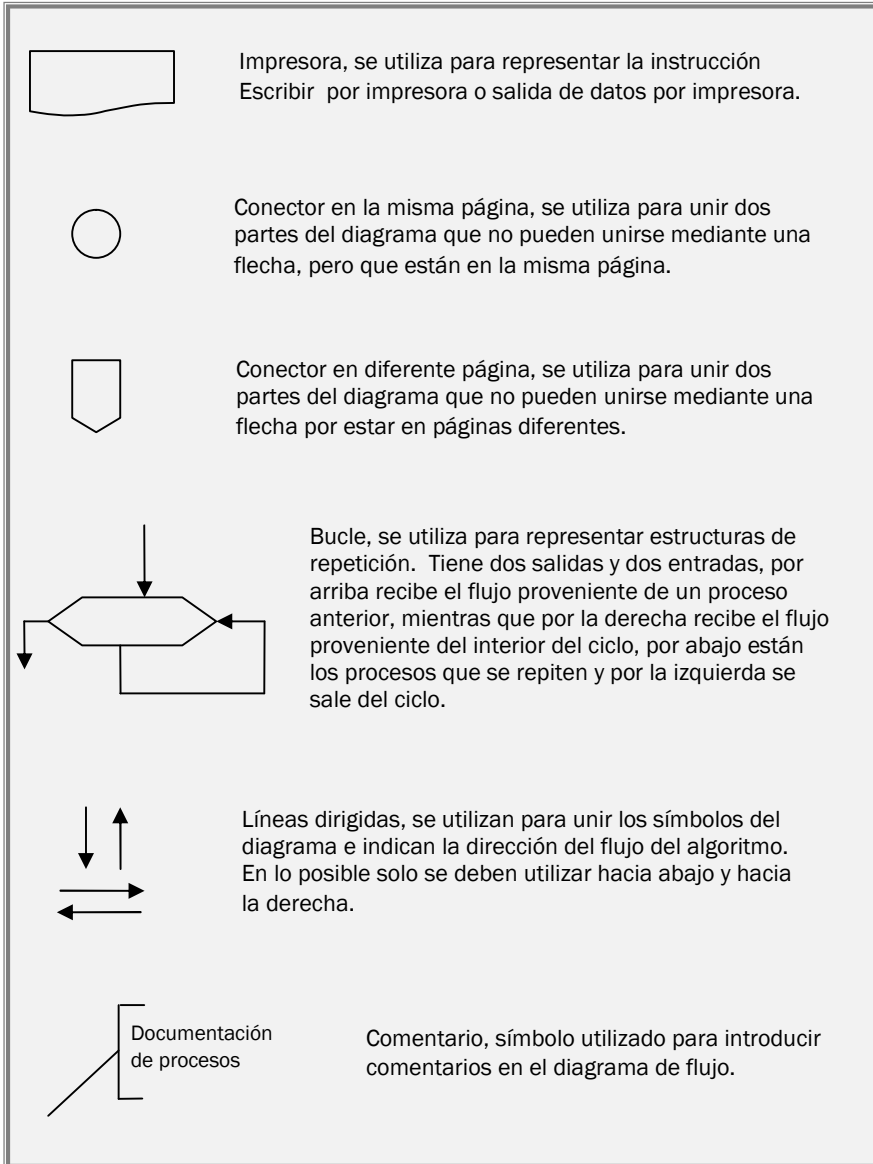 Impresora, se utiliza para representar la instrucción
Escribir por impresora o salida de datos por impresora.
Conector en la misma página, se utiliza para unir dos
partes del diagrama que no pueden unirse mediante una
flecha, pero que están en la misma página.
Conector en diferente página, se utiliza para unir dos
partes del diagrama que no pueden unirse mediante una
flecha por estar en páginas diferentes.
Bucle, se utiliza para representar estructuras de
repetición. Tiene dos salidas y dos entradas, por
arriba recibe el flujo proveniente de un proceso
anterior, mientras que por la derecha recibe el flujo
proveniente del interior del ciclo, por abajo están
los procesos que se repiten y por la izquierda se
sale del ciclo.
Líneas dirigidas, se utilizan para unir los símbolos del
diagrama e indican la dirección del flujo del algoritmo.
En lo posible solo se deben utilizar hacia abajo y hacia
la derecha.
Documentación
de procesos
Comentario, símbolo utilizado para introducir
comentarios en el diagrama de flujo.